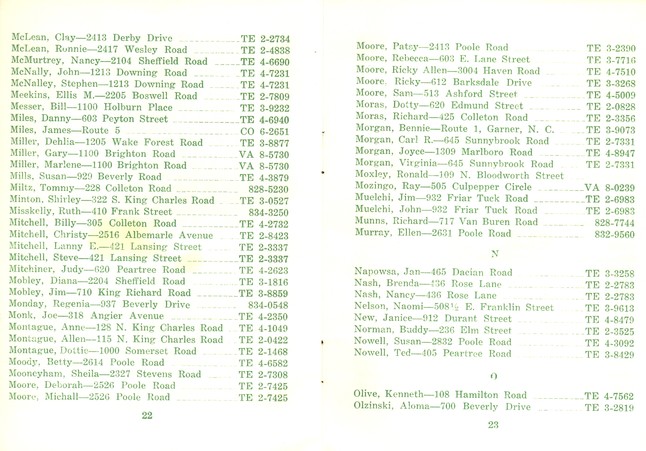 McLean, Clay—2413 Derby Drive TE 2-2734
McLean, Ronnie—2417 Wesley Road TE 2-4838
McMurtrey, Nancy—2104 Sheffield Road TE 4-6690
McNally, John—1213 Downing Road TE 4-7231
McNalley, Stephen—1213 Downing Road TE 4-7231
Meekins, Ellis M.—2205 Boswell Road TE 2-7809
Messer, Bill—1100 Holburn Place TE 3-9232
Miles, Danny—603 Peyton Street TE 4-6940
Miles, James—Route 5 CO 6-2651
Miller, Dehlia—1205 Wake Forest Road TE 3-8877
Miller, Gary—1100 Brighton Road VA 8-5730
Miller, Marlene—1100 Brighton Road VA 8-5730
Mills, Susan—929 Beverly Road TE 4-3879
Miltz, Tommy—228 Colleton Road 828-5230
Minton, Shirley—322 S. King Charles Road TE 3-0527
Misskelly, Ruth—410 Frank Street 834-3250
Mitchell, Billy—305 Colleton Road TE 4-2732
Mitchell, Christy—2516 Albemarle Avenue TE 2-8423
Mitchell, Lanny E.—421 Lansing Street TE 2-3337
Mitchell, Steve—421 Lansing Street TE 2-3337
Mitchiner, Judy—620 Peartree Road TE 4-2623
Mobley, Diana—2204 Sheffield Road TE 3-1816
Mobley, Jim—710 King Richard Road TE 3-8859
Monday, Regenia—937 Beverly Drive 834-0548
Monk, Joe—318 Angier Avenue TE 4-2350
Montague, Anne—128 N. King Charles Road TE 4-1049
Montague, Allen—115 N. King Charles Road TE 2-0422
Montague, Dottie—1000 Somerset Road TE 2-1468
Moody, Betty—2614 Poole Road TE 4-6582
Mooneyham, Sheila—2327 Stevens Road TE 2-7308
Moore, Deborah—2526 Poole Road TE 2-7425
Moore, Michall—2526 Poole Road TE 2-7425
22
Moore, Patsy—2413 Poole Road TE 3-2390
Moore, Rebecca—603 E. Lane Street TE 3-7716
Moore, Ricky Allen—3004 Haven Road TE 4-7510
Moore, Ricky—612 Barksdale Drive TE 3-3268
Moore, Sam—513 Ashford Street TE 4-5009
Moras, Dotty—620 Edmund Street TE 2-0828
Moras, Richard—425 Colleton Road TE 2-3356
Morgan, Bennie—Route 1, Garner, N. C. TE 3-9073
Morgan, Carl R.—645 Sunnybrook Road TE 2-7331
Morgan, Joyce—1309 Marlboro Road TE 4-8947
Morgan, Virginia—645 Sunnybrook Road TE 2-7331
Moxley, Ronald—109 N. Bloodworth Street
Mozingo, Ray—505 Culpepper Circle VA 8-0239
Muelchi, Jim—932 Friar Tuck Road TE 2-6983
Muelchi, John—932 Friar Tuck Road TE 2-6983
Munns, Richard—717 Van Buren Road 828-7744
Murray, Ellen—2631 Poole Road 832-9560
N
Napowsa, Jan—465 Dacian Road TE 3-3258
Nash, Brenda—436 Rose Lane TE 2-2783
Nash, Nancy—436 Rose Lane TE 2-2783
Nelson, Naomi—508½ E. Franklin Street TE 3-9613
New, Janice—912 Durant Street TE 4-8479
Norman, Buddy—236 Elm Street TE 2-3525
Nowell, Susan—2832 Poole Road TE 4-3092
Nowell, Ted—405 Peartree Road TE 3-8429
O
Olive, Kenneth—108 Hamilton Road TE 4-7562
Olzinski, Aloma—700 Beverly Drive TE 3-2819
23